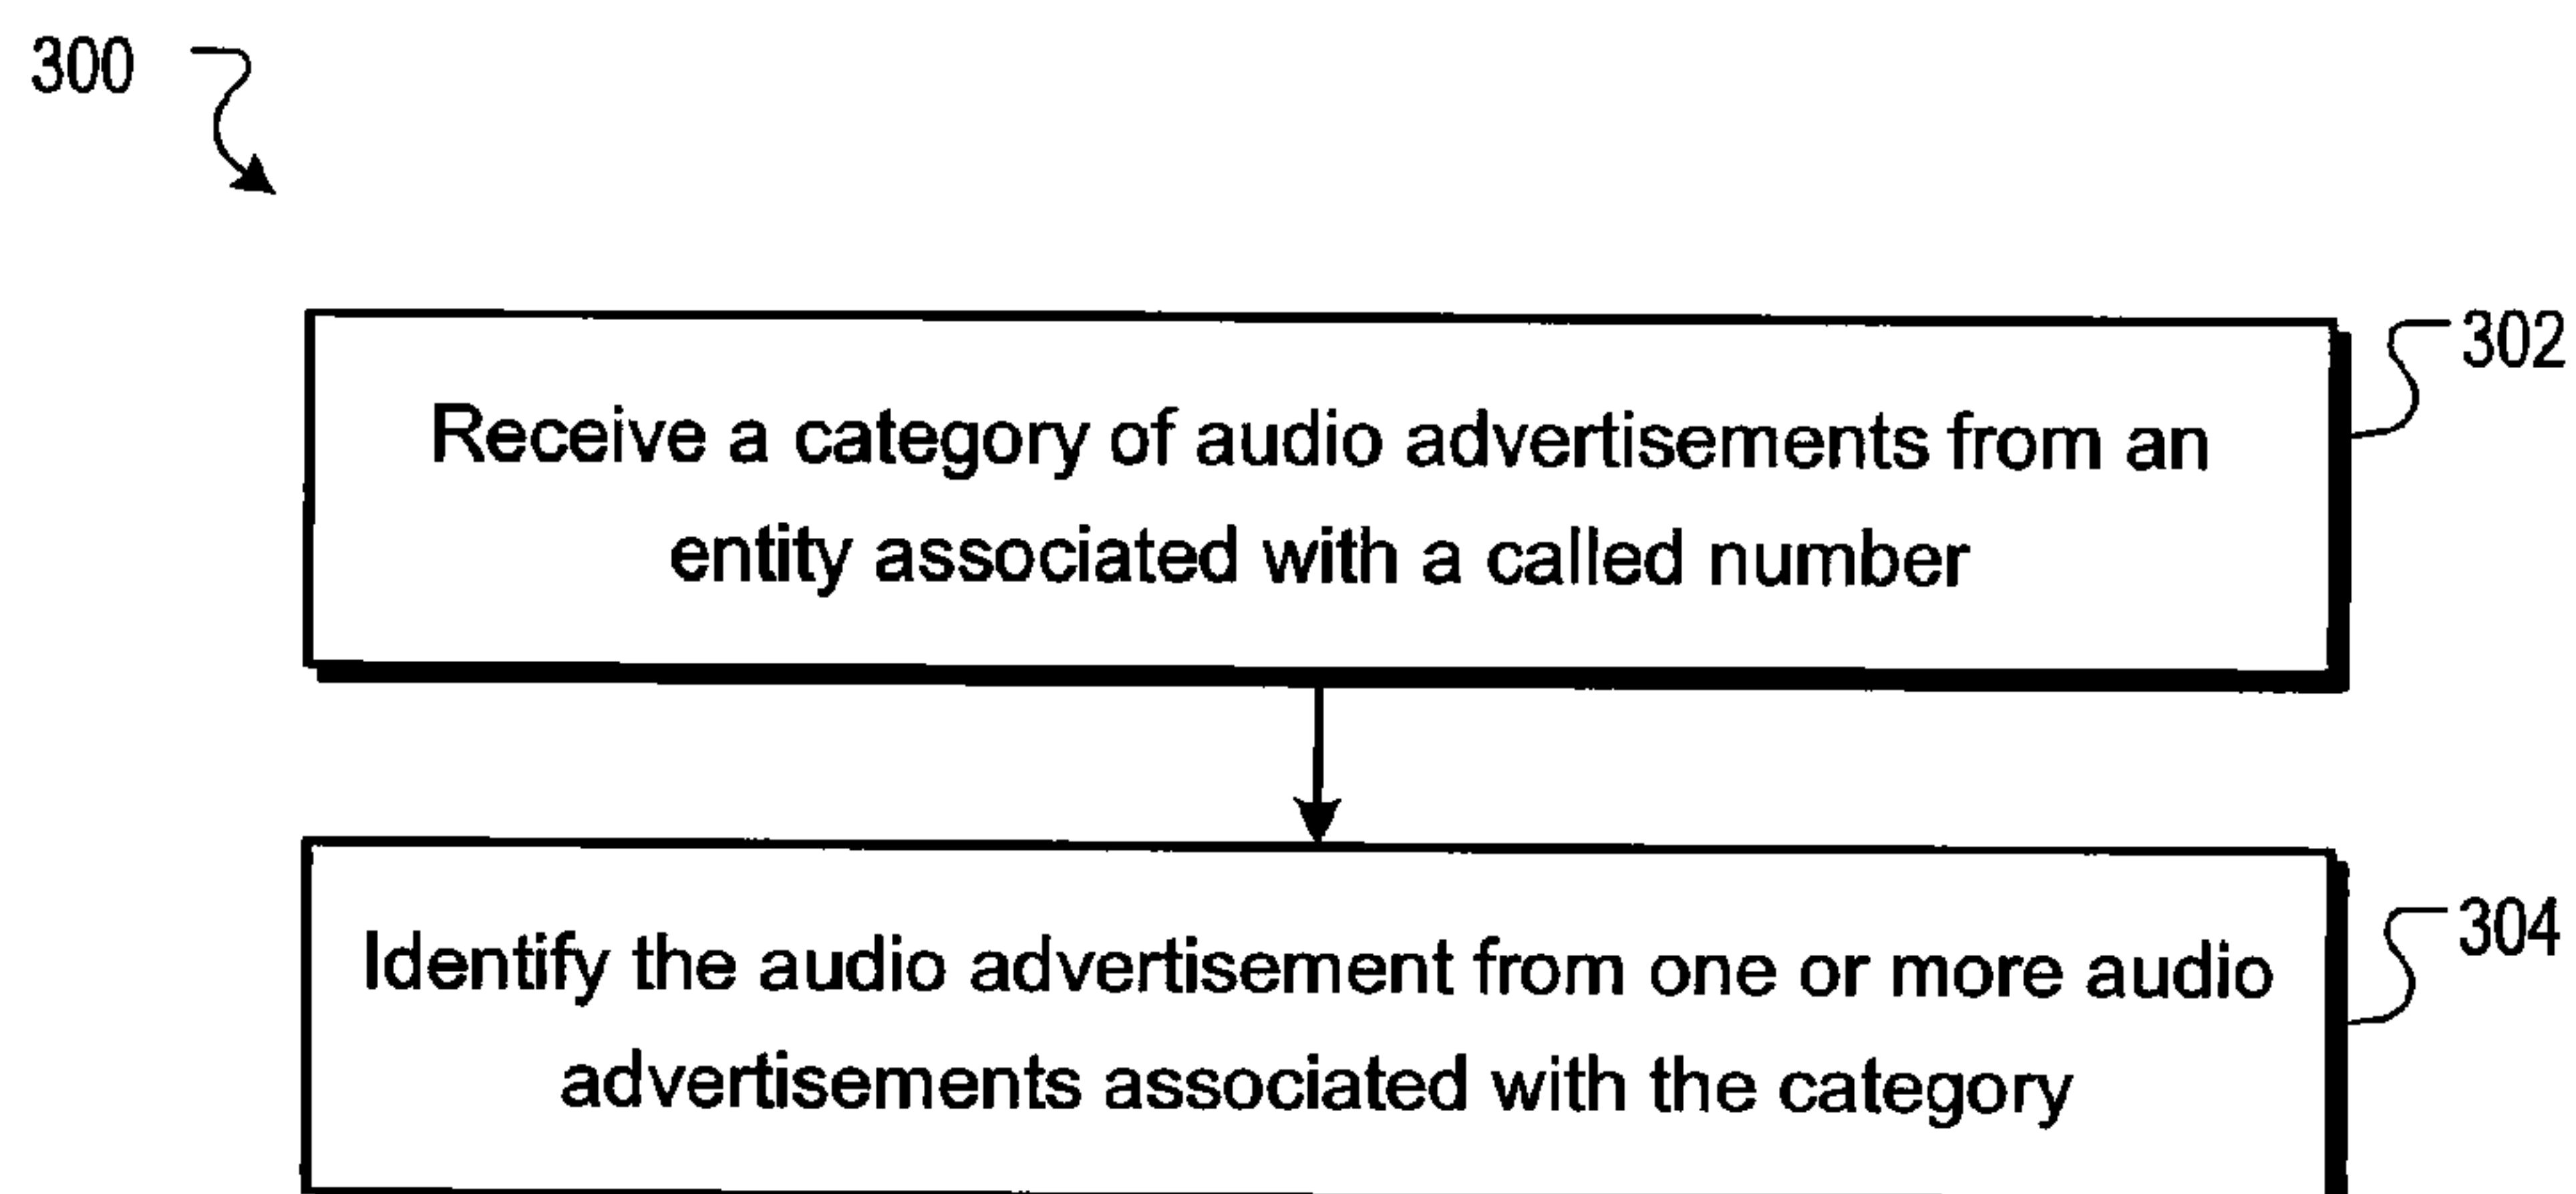 300
302
Receive a category of audio advertisements from an
entity associated with a called number
304
Identify the audio advertisement from one or more audio
advertisements associated with the category